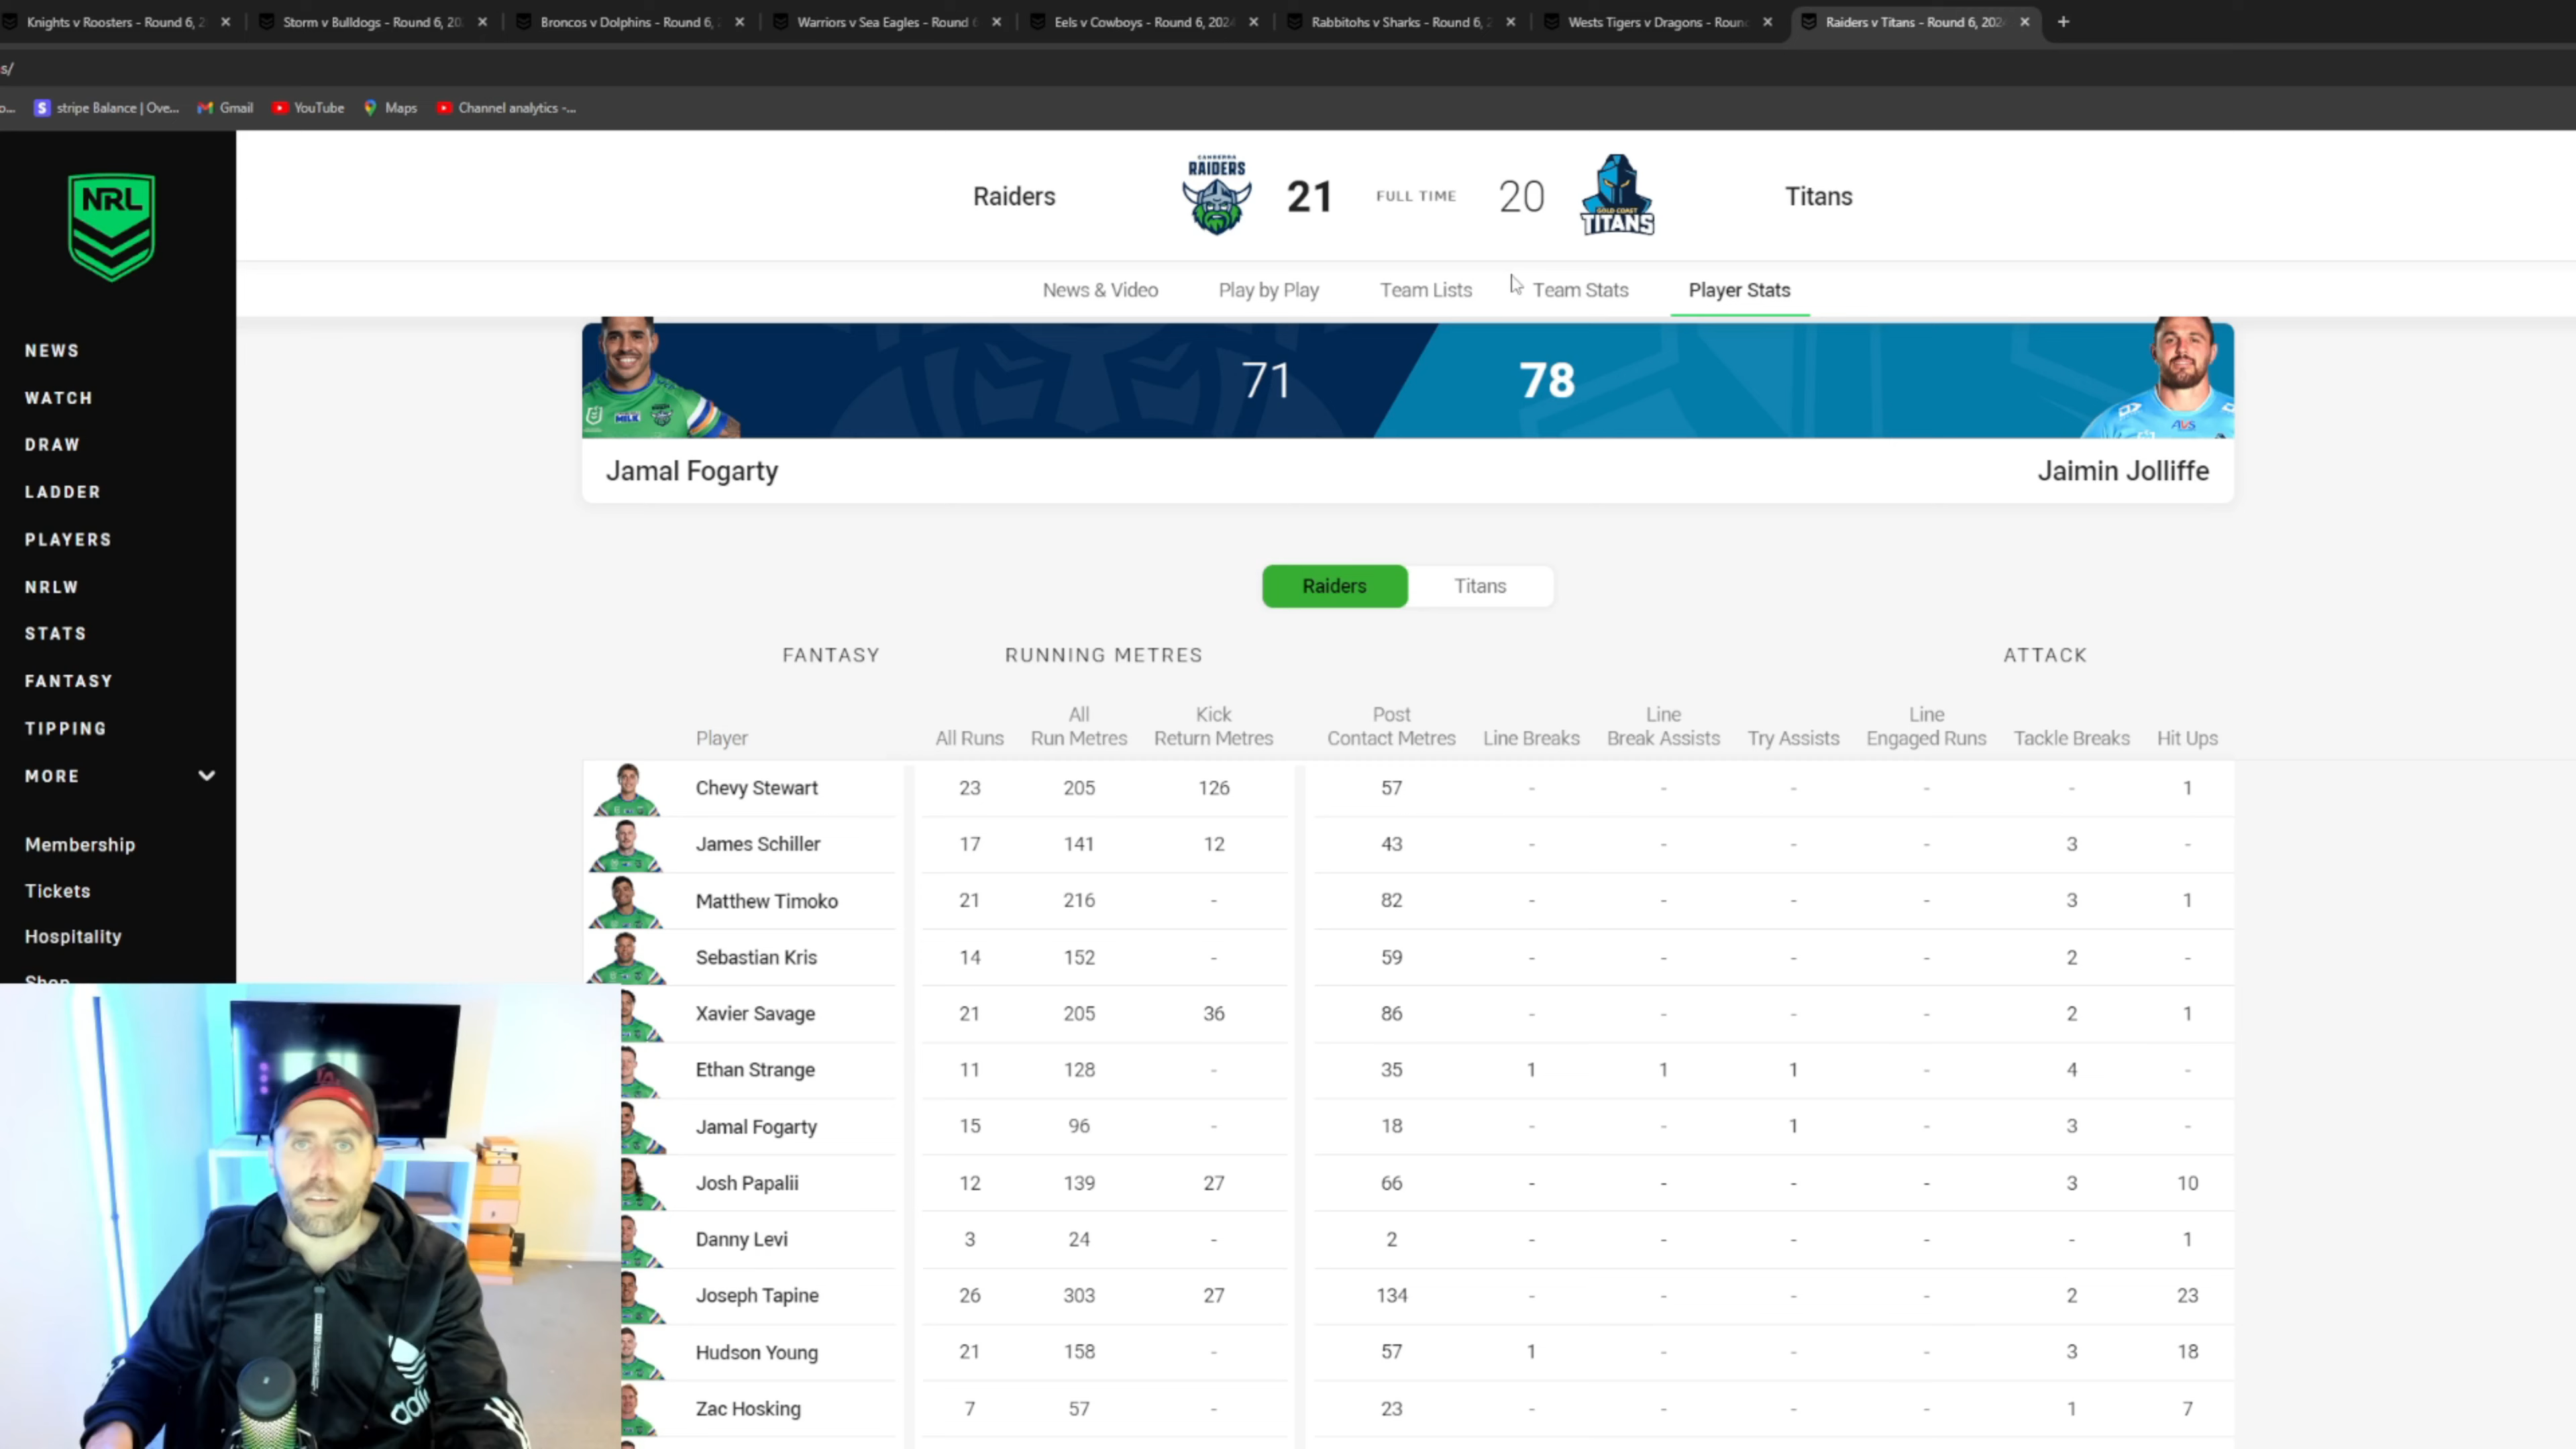 Knights v Roosters - Round 6, 2
Storm v Bulldogs - Round 6, 20
Broncos v Dolphins - Round 6,
Warriors v Sea Eagles - Round 6
Eels v Cowboys - Round 6, 2024
Rabbitohs v Sharks - Round 6, 2
Wests Tigers v Dragons - Roun
Raiders v Titans - Round 6, 202
s/
o...
stripe Balance | Ove...
Gmail
YouTube
Maps
Channel analytics -...
NRL
Raiders
CANBERRA
RAIDERS
21
FULL TIME
20
GOLD COAST
TITANS
Titans
News & Video
Play by Play
Team Lists
Team Stats
Player Stats
NEWS
WATCH
DRAW
LADDER
PLAYERS
NRLW
STATS
FANTASY
TIPPING
MORE
Membership
Tickets
Hospitality
Shop
71
78
MILK
Jamal Fogarty
Jaimin Jolliffe
Raiders
Titans
FANTASY RUNNING METRES ATTACK
Player All Runs All Run Metres Kick Return Metres Post Contact Metres Line Breaks Line Break Assists Try Assists Line Engaged Runs Tackle Breaks Hit Ups
Chevy Stewart 23 205 126 57 - - - - - 1
James Schiller 17 141 12 43 - - - - 3 -
Matthew Timoko 21 216 - 82 - - - - 3 1
Sebastian Kris 14 152 - 59 - - - - 2 -
Xavier Savage 21 205 36 86 - - - - 2 1
Ethan Strange 11 128 - 35 1 1 1 - 4 -
Jamal Fogarty 15 96 - 18 - - 1 - 3 -
Josh Papalii 12 139 27 66 - - - - 3 10
Danny Levi 3 24 - 2 - - - - - 1
Joseph Tapine 26 303 27 134 - - - - 2 23
Hudson Young 21 158 - 57 1 - - - 3 18
Zac Hosking 7 57 - 23 - - - - 1 7